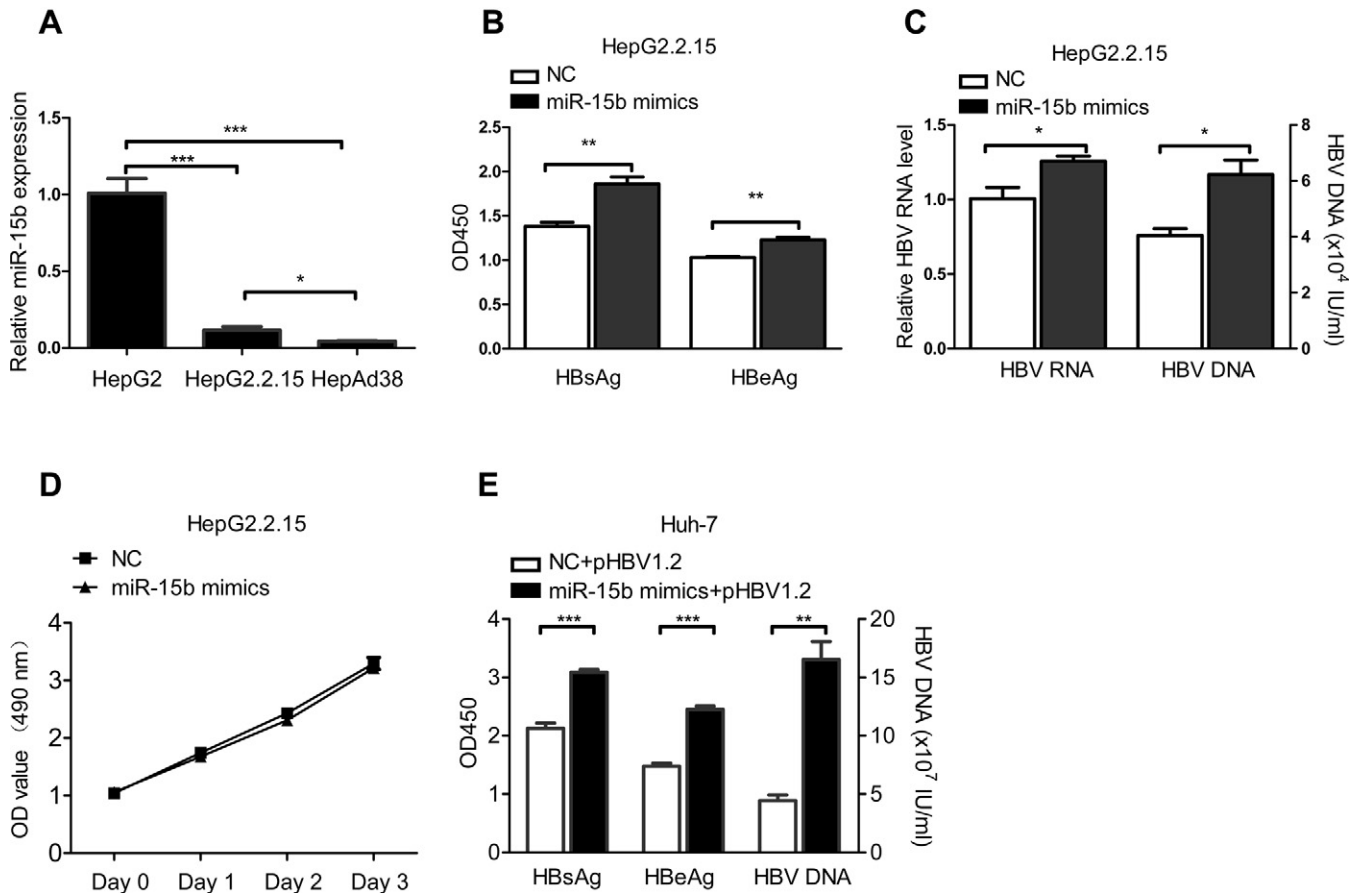 A
Relative miR-15b expression
1.5
1.0
0.5
0.0
***
***
*
HepG2
HepG2.2.15
HepAd38
B
HepG2.2.15
NC
miR-15b mimics
OD450
2.5
2.0
1.5
1.0
0.5
0.0
**
**
HBsAg
HBeAg
C
HepG2.2.15
NC
miR-15b mimics
Relative HBV RNA level
1.5
1.0
0.5
0.0
*
*
8
6
4
2
0
HBV DNA (x10⁴ IU/ml)
HBV RNA
HBV DNA
D
HepG2.2.15
NC
miR-15b mimics
OD value （490 nm）
4
3
2
1
0
Day 0
Day 1
Day 2
Day 3
E
Huh-7
NC+pHBV1.2
miR-15b mimics+pHBV1.2
OD450
4
3
2
1
0
***
***
**
20
15
10
5
0
HBV DNA (x10⁷ IU/ml)
HBsAg
HBeAg
HBV DNA